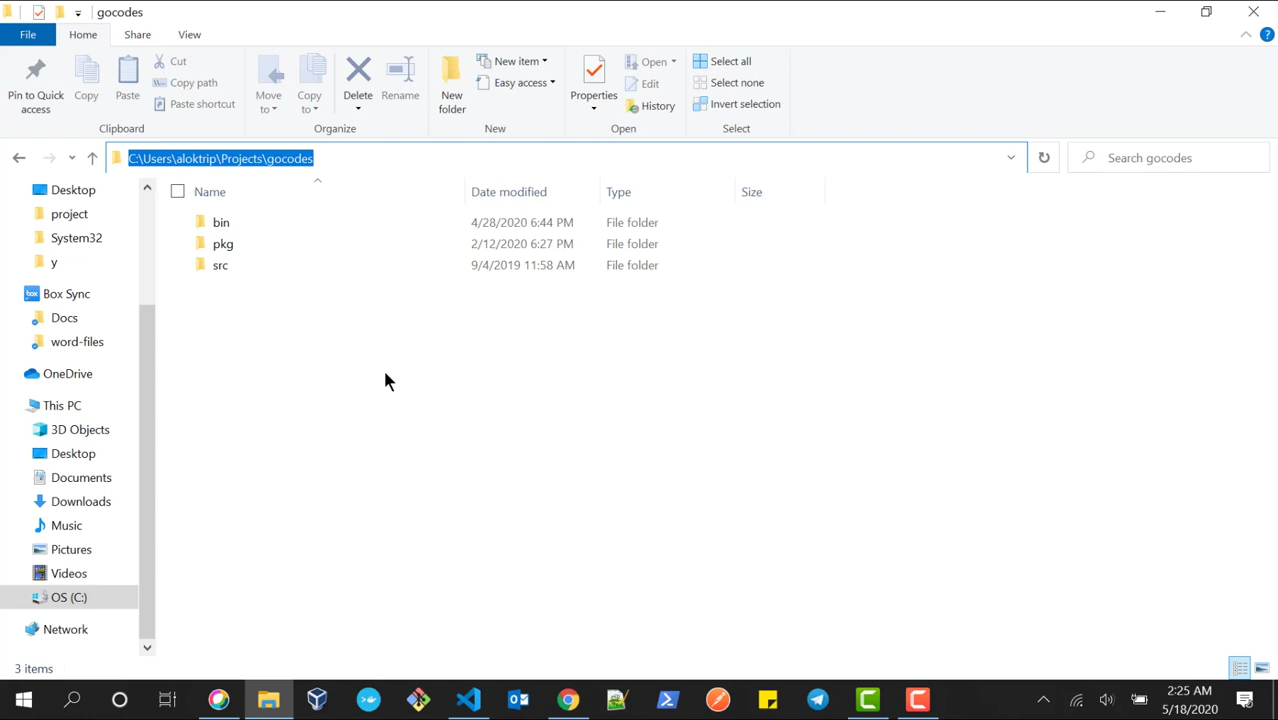 gocodes
File Home Share View
Pin to Quick access
Copy
Paste
Cut
Copy path
Paste shortcut
Clipboard
Move to
Copy to
Delete
Rename
Organize
New folder
New item
Easy access
New
Properties
Open
Edit
History
Open
Select all
Select none
Invert selection
Select
C:\Users\aloktrip\Projects\gocodes
Search gocodes
Desktop
project
System32
y
Box Sync
Docs
word-files
OneDrive
This PC
3D Objects
Desktop
Documents
Downloads
Music
Pictures
Videos
OS (C:)
Network
Name Date modified Type Size
bin 4/28/2020 6:44 PM File folder
pkg 2/12/2020 6:27 PM File folder
src 9/4/2019 11:58 AM File folder
3 items
2:25 AM
5/18/2020